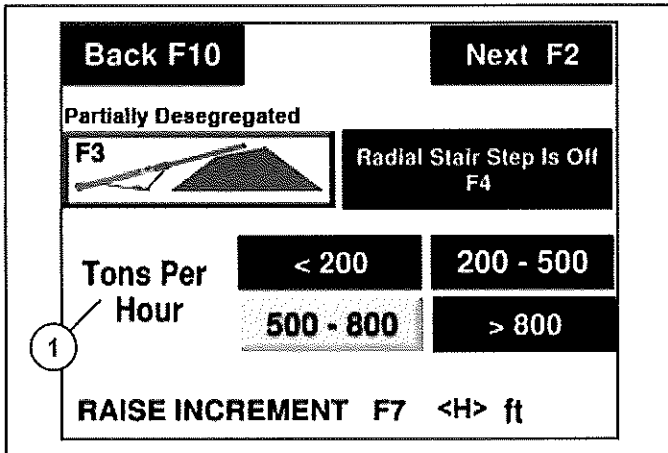 Back F10
Next F2
Partially Desegregated
F3
Radial Stair Step Is Off
F4
Tons Per
Hour
< 200
200 - 500
500 - 800
> 800
1
RAISE INCREMENT F7 <H> ft